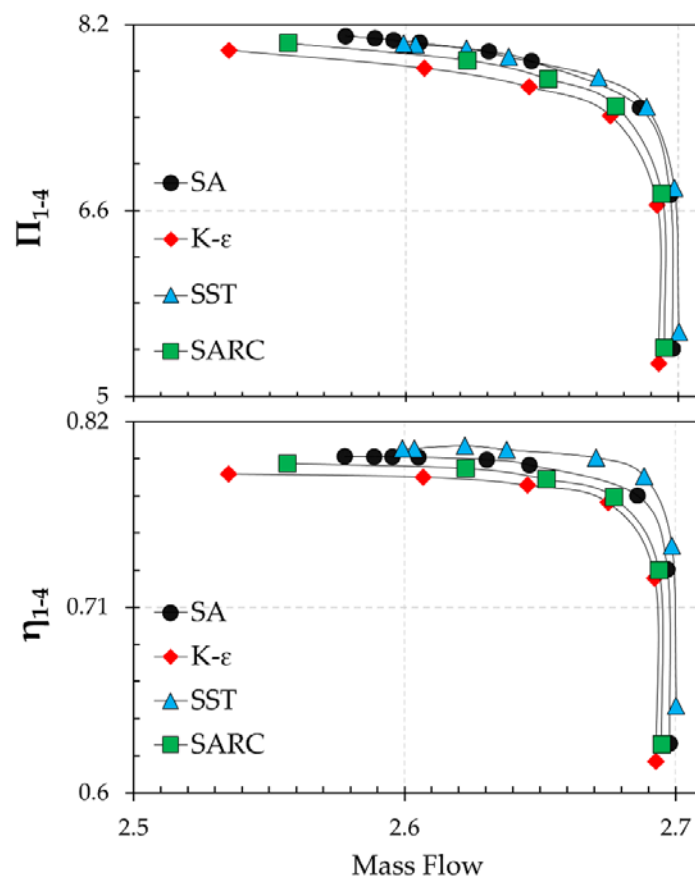 8.2
6.6
5
Π1-4
SA
K-ε
SST
SARC
0.82
0.71
0.6
η1-4
SA
K-ε
SST
SARC
2.5 2.6 2.7
Mass Flow